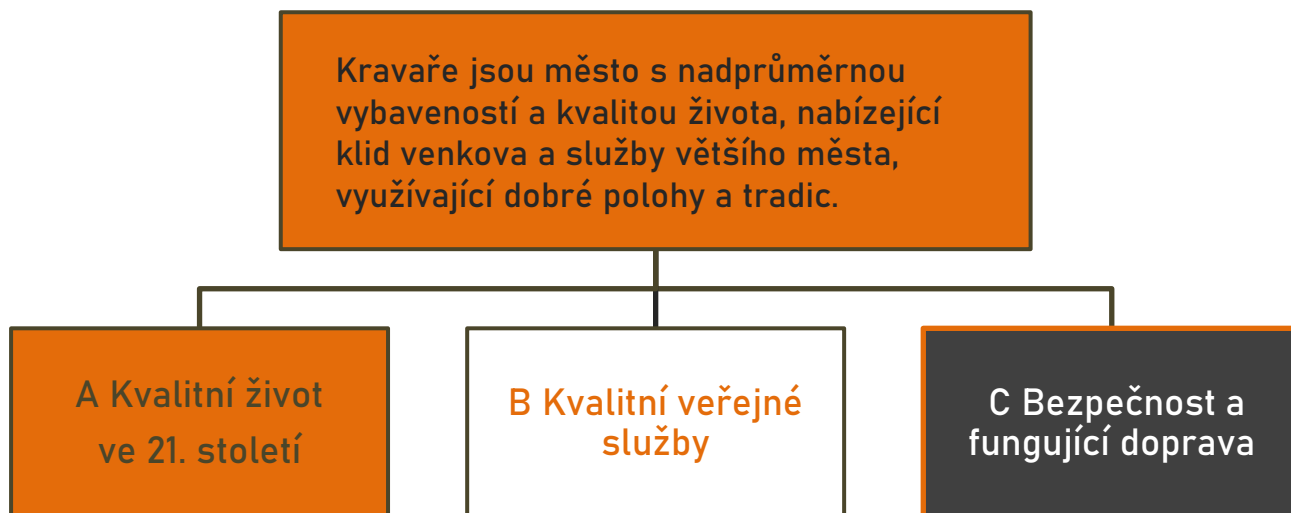 Kravaře jsou město s nadprůměrnou
vybaveností a kvalitou života, nabízející
klid venkova a služby většího města,
využívající dobré polohy a tradic.
A Kvalitní život
ve 21. století
B Kvalitní veřejné
služby
C Bezpečnost a
fungující doprava